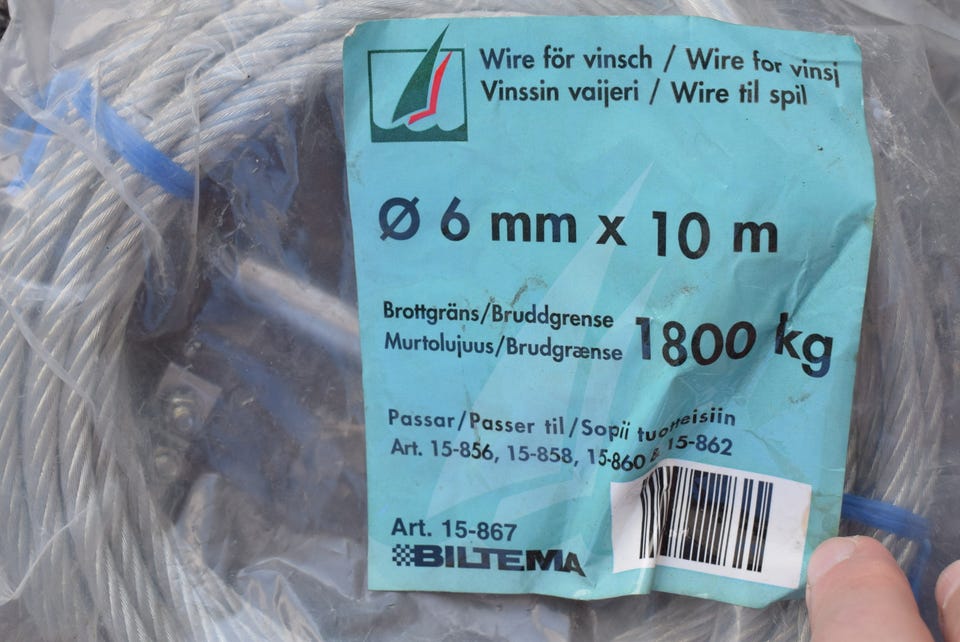 Wire för vinsch / Wire for vinsj
Vinssin vaijeri / Wire til spil
Ø 6 mm x 10 m
Brottgräns/Bruddgrense
Murtolujuus/Brudgrænse
1800 kg
Passar/Passer til/Sopii tuotteisiin
Art. 15-856, 15-858, 15-860 & 15-862
Art. 15-867
BILTEMA